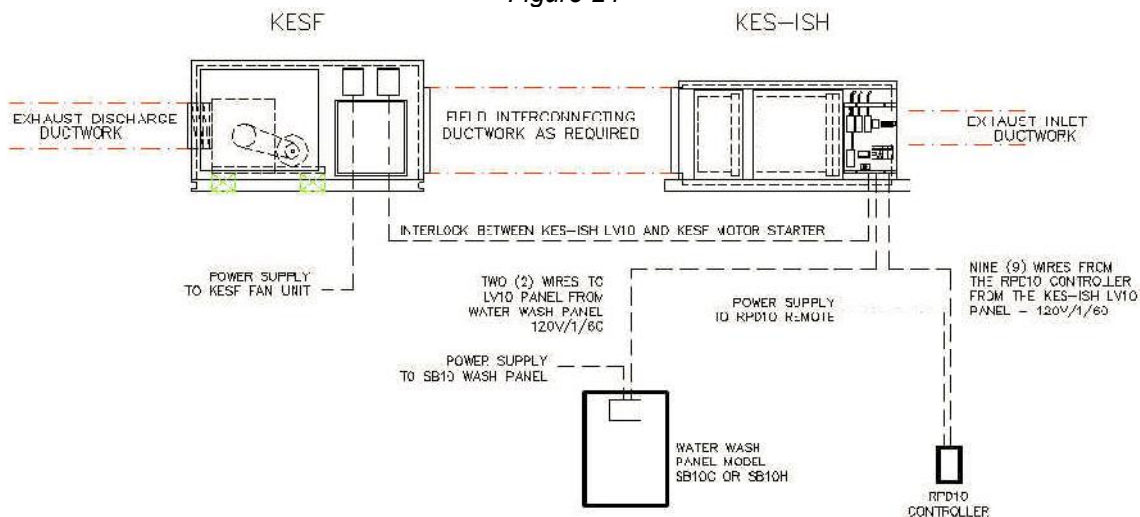 KESF
KES-ISH
EXHAUST DISCHARGE
DUCTWORK
FIELD INTERCONNECTING
DUCTWORK AS REQUIRED
EXHAUST INLET
DUCTWORK
INTERLOCK BETWEEN KES-ISH LV10 AND KESF MOTOR STARTER
POWER SUPPLY
TO KESF FAN UNIT
TWO (2) WIRES TO
LV10 PANEL FROM
WATER WASH PANEL
120V/1/60
POWER SUPPLY
TO RPD10 REMOTE
NINE (9) WIRES FROM
THE RPD10 CONTROLLER
FROM THE KES-ISH LV10
PANEL - 120V/1/60
POWER SUPPLY
TO SB10 WASH PANEL
WATER WASH
PANEL MODEL
SB10C OR SB10H
RPD10
CONTROLLER